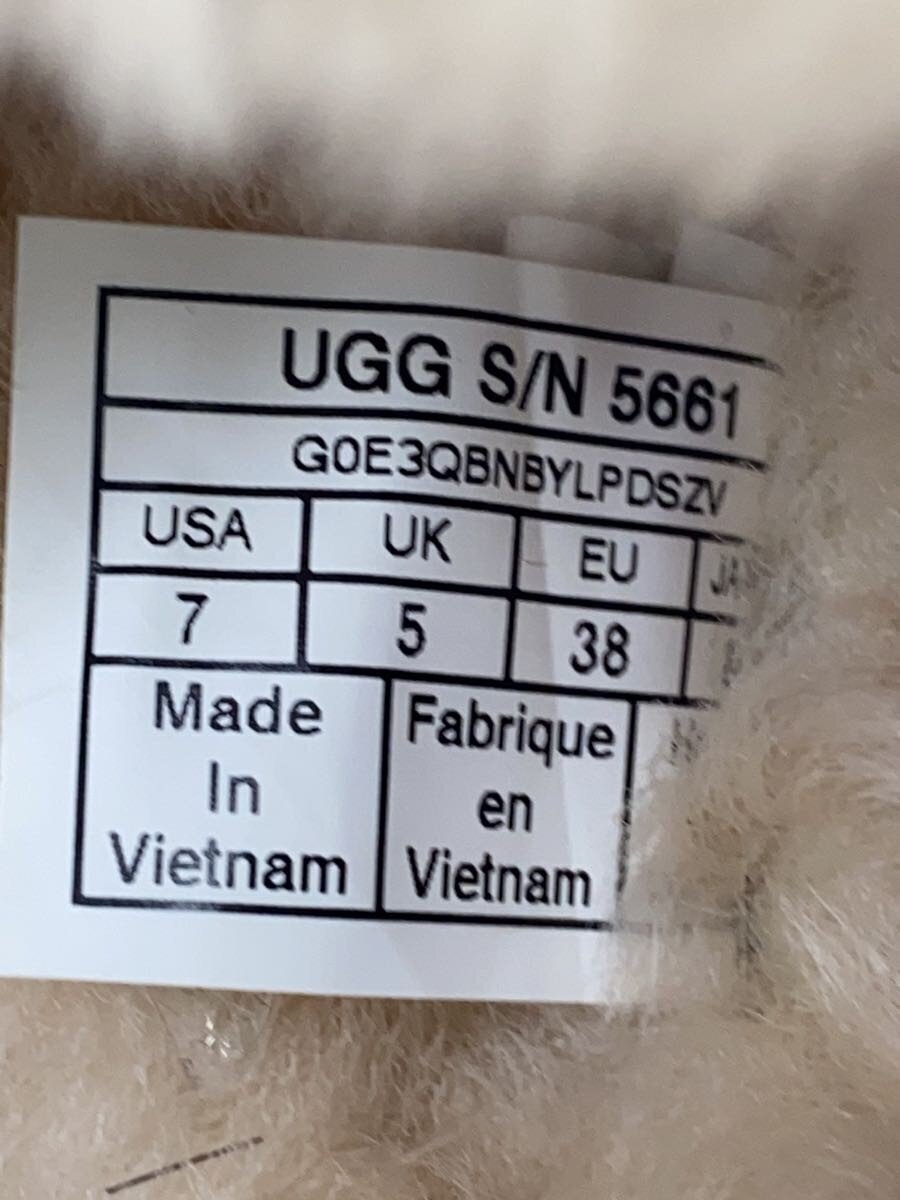 UGG S/N 5661
G0E3QBNBYLPDSZV
USA UK EU
7 5 38
Made
In
Vietnam
Fabrique
en
Vietnam